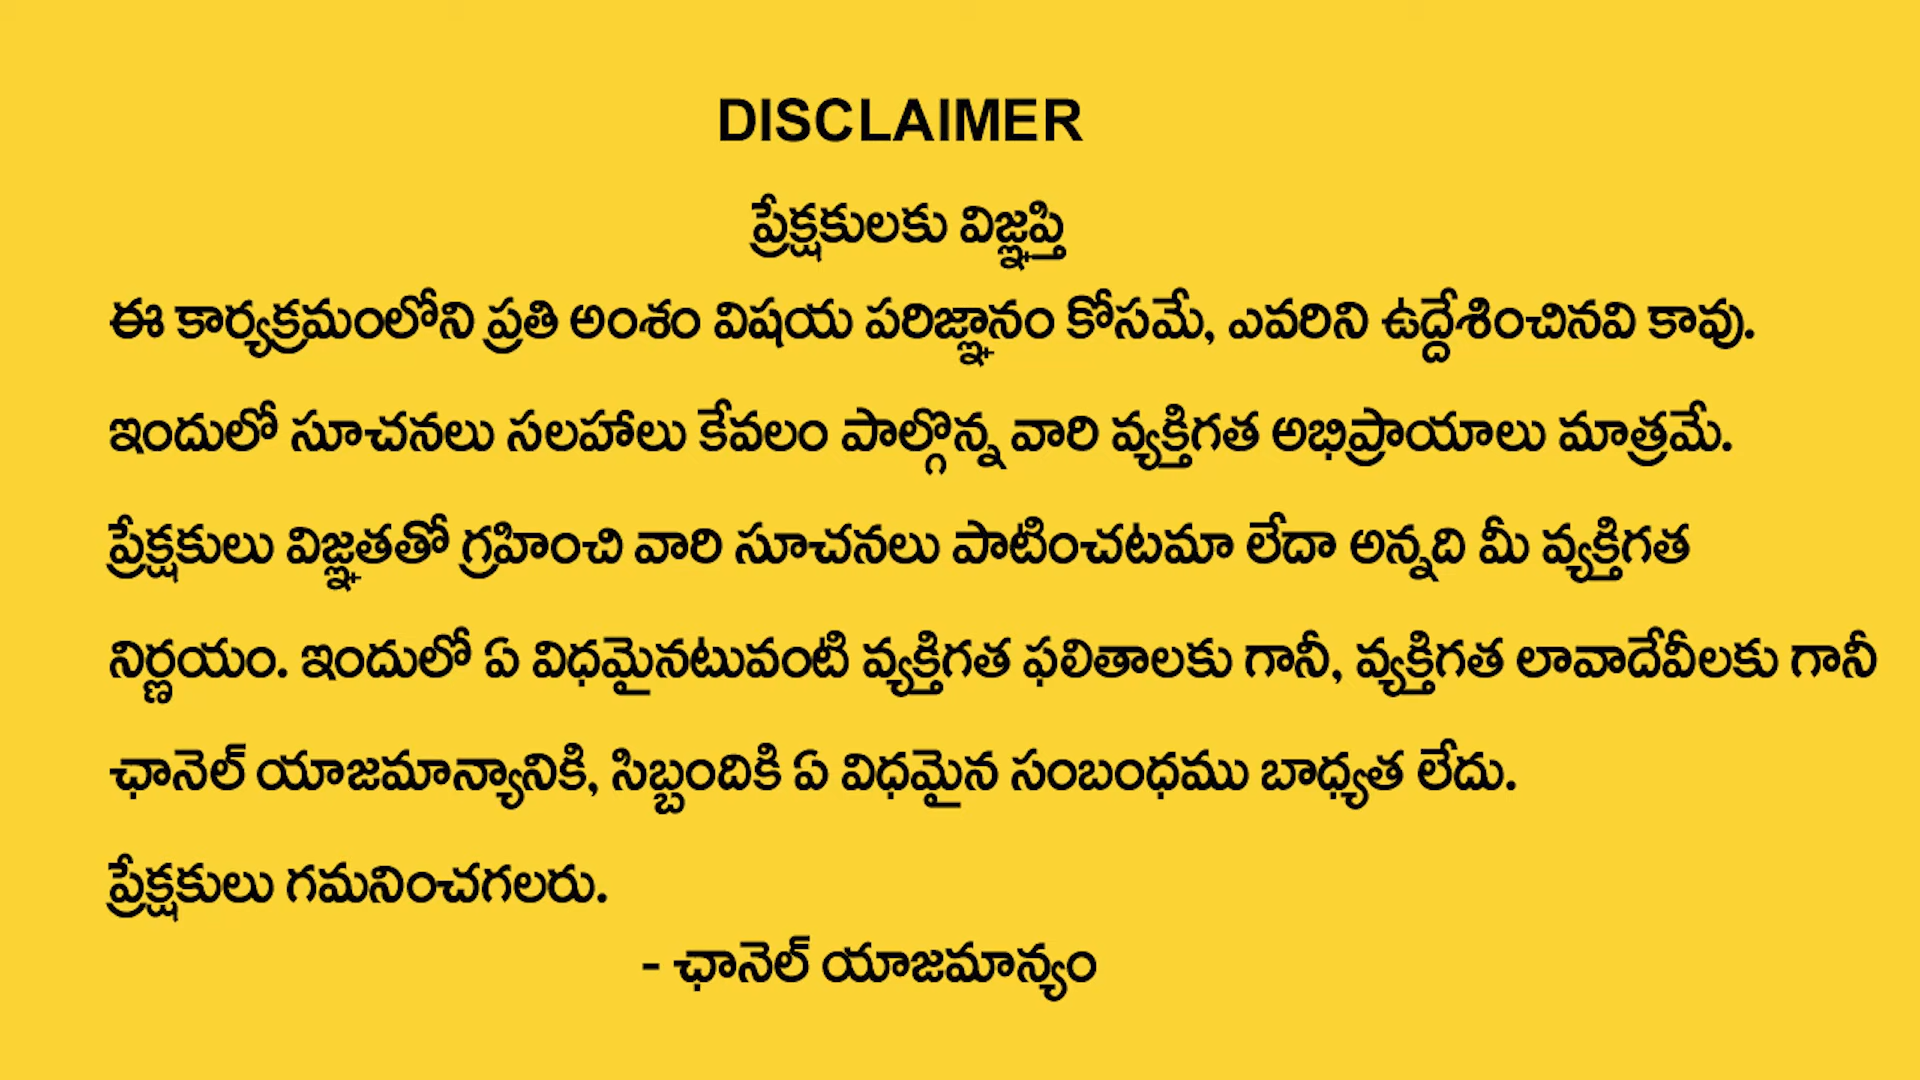 DISCLAIMER
ప్రేక్షకులకు విజ్ఞప్తి
ఈ కార్యక్రమంలోని ప్రతి అంశం విషయ పరిజ్ఞానం కోసమే, ఎవరిని ఉద్దేశించినవి కావు.
ఇందులో సూచనలు సలహాలు కేవలం పాల్గొన్న వారి వ్యక్తిగత అభిప్రాయాలు మాత్రమే.
ప్రేక్షకులు విజ్ఞతతో గ్రహించి వారి సూచనలు పాటించటమా లేదా అన్నది మీ వ్యక్తిగత
నిర్ణయం. ఇందులో ఏ విధమైనటువంటి వ్యక్తిగత ఫలితాలకు గానీ, వ్యక్తిగత లావాదేవీలకు గానీ
ఛానెల్ యాజమాన్యానికి, సిబ్బందికి ఏ విధమైన సంబంధము బాధ్యత లేదు.
ప్రేక్షకులు గమనించగలరు.
- ఛానెల్ యాజమాన్యం